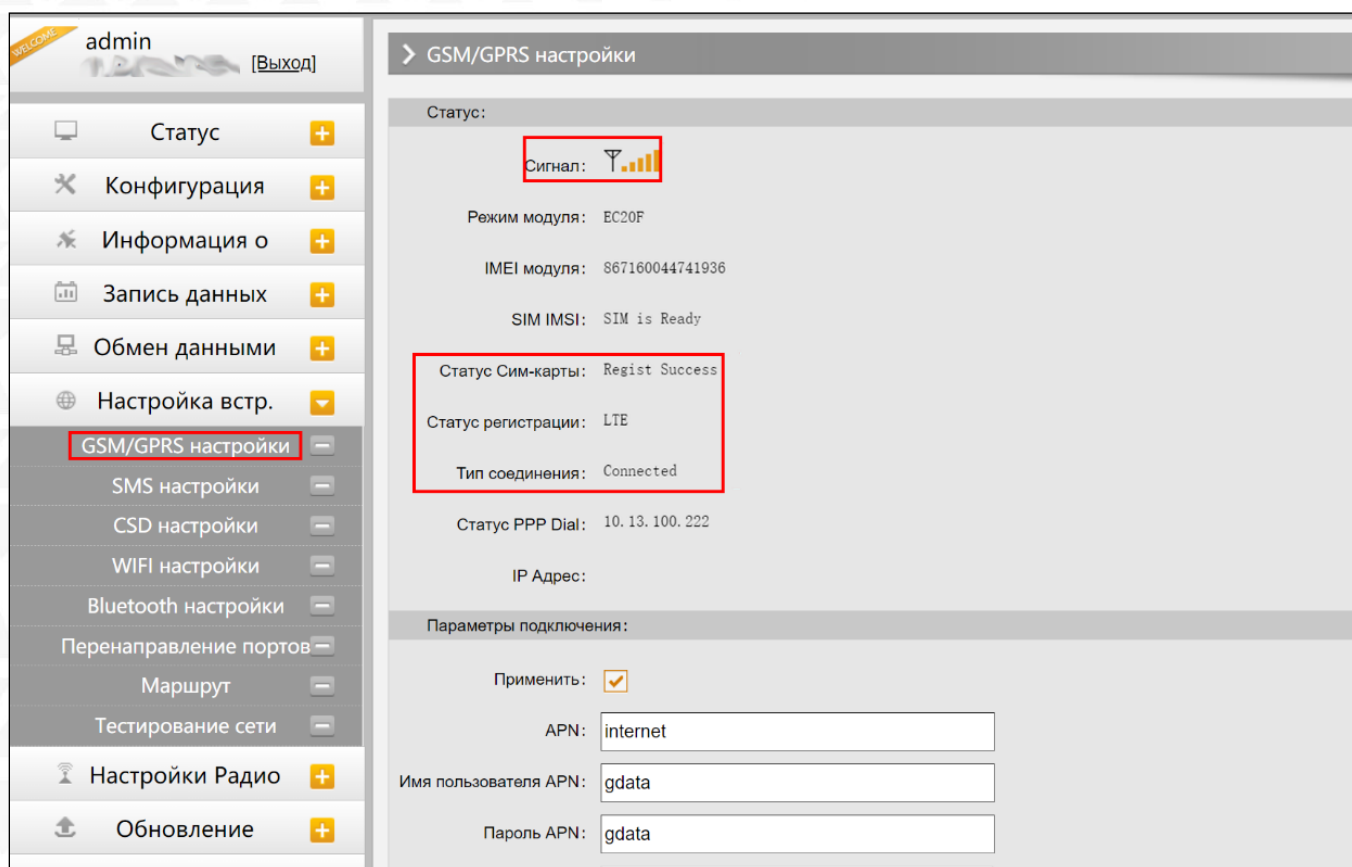 WELCOME
admin
[Выход]
Статус
Конфигурация
Информация о
Запись данных
Обмен данными
Настройка встр.
GSM/GPRS настройки
SMS настройки
CSD настройки
WIFI настройки
Bluetooth настройки
Перенаправление портов
Маршрут
Тестирование сети
Настройки Радио
Обновление
GSM/GPRS настройки
Статус:
Сигнал:
Режим модуля: EC20F
IMEI модуля: 867160044741936
SIM IMSI: SIM is Ready
Статус Сим-карты: Regist Success
Статус регистрации: LTE
Тип соединения: Connected
Статус PPP Dial: 10.13.100.222
IP Адрес:
Параметры подключения:
Применить:
APN: internet
Имя пользователя APN: gdata
Пароль APN: gdata